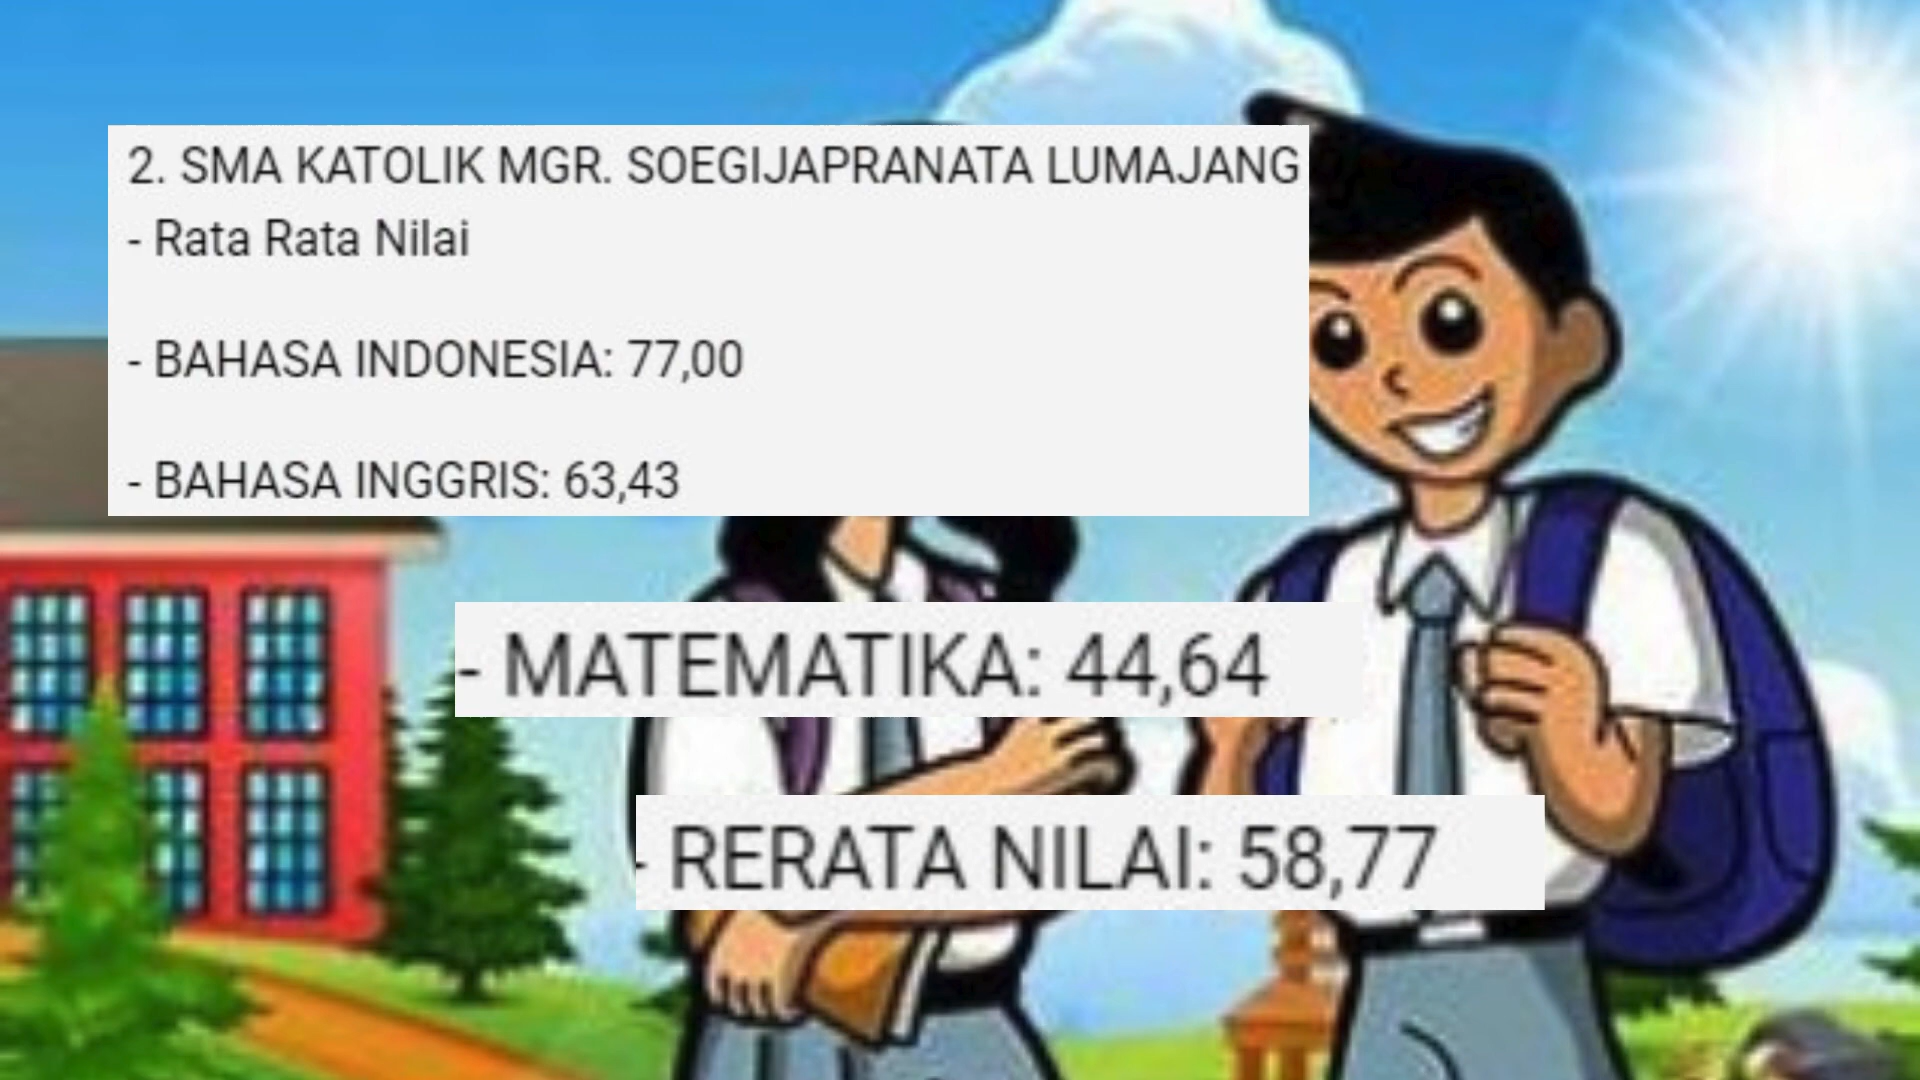 2. SMA KATOLIK MGR. SOEGIJAPRANATA LUMAJANG
- Rata Rata Nilai
- BAHASA INDONESIA: 77,00
- BAHASA INGGRIS: 63,43
- MATEMATIKA: 44,64
- RERATA NILAI: 58,77